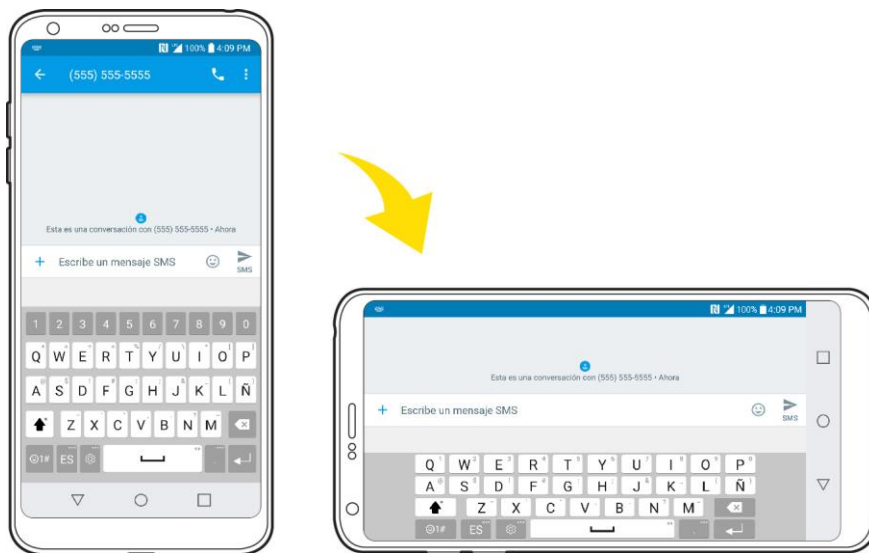 100% 4:09 PM
(555) 555-5555
Esta es una conversación con (555) 555-5555 • Ahora
Escribe un mensaje SMS
SMS
1 2 3 4 5 6 7 8 9 0
Q W E R T Y U I O P
A S D F G H J K L Ñ
Z X C V B N M
1# ES .
100% 4:09 PM
Esta es una conversación con (555) 555-5555 • Ahora
Escribe un mensaje SMS
SMS
Q W E R T Y U I O P
A S D F G H J K L Ñ
Z X C V B N M
1# ES .